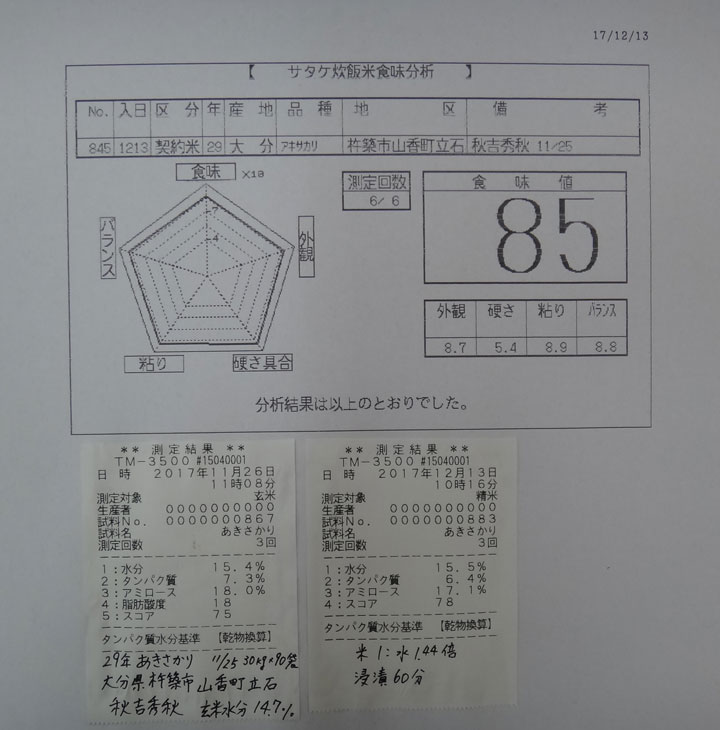 17/12/13
【 サタケ炊飯米食味分析 】
No. 入日 区分 年 産地 品種 地区 備考
845 1213 契約米 29 大分 アキサカリ 杵築市山香町立石 秋吉秀秋 11/25
食味 ×10
7
4
バランス
外観
粘り
硬さ具合
測定回数
6/ 6
食味値
85
外観 硬さ 粘り バランス
8.7 5.4 8.9 8.8
分析結果は以上のとおりでした。
** 測定結果 **
TM-3500 #15040001
日時 2017年11月26日
11時08分
測定対象 玄米
生産者 0000000000
試料No. 0000000867
試料名 あきさかり
測定回数 3回
1:水分 15.4%
2:タンパク質 7.3%
3:アミロース 18.0%
4:脂肪酸度 18
5:スコア 75
タンパク質水分基準 【乾物換算】
29年 あきさかり 11/25 30kg×90袋
大分県杵築市山香町立石
秋吉秀秋 玄米水分 14.7%
** 測定結果 **
TM-3500 #15040001
日時 2017年12月13日
10時16分
測定対象 精米
生産者 0000000000
試料No. 0000000883
試料名 あきさかり
測定回数 3回
1:水分 15.5%
2:タンパク質 6.4%
3:アミロース 17.1%
4:スコア 78
タンパク質水分基準 【乾物換算】
米1:水1.44倍
浸漬60分